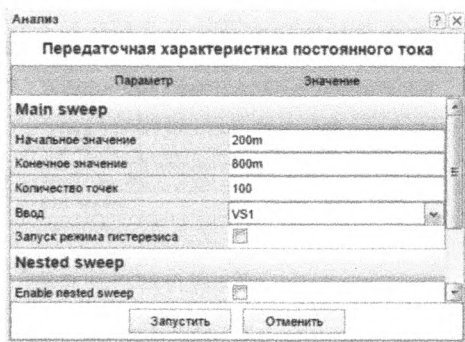 Анализ
Передаточная характеристика постоянного тока
Параметр Значение
Main sweep
Начальное значение 200m
Конечное значение 800m
Количество точек 100
Ввод VS1
Запуск режима гистерезиса
Nested sweep
Enable nested sweep
Запустить Отменить